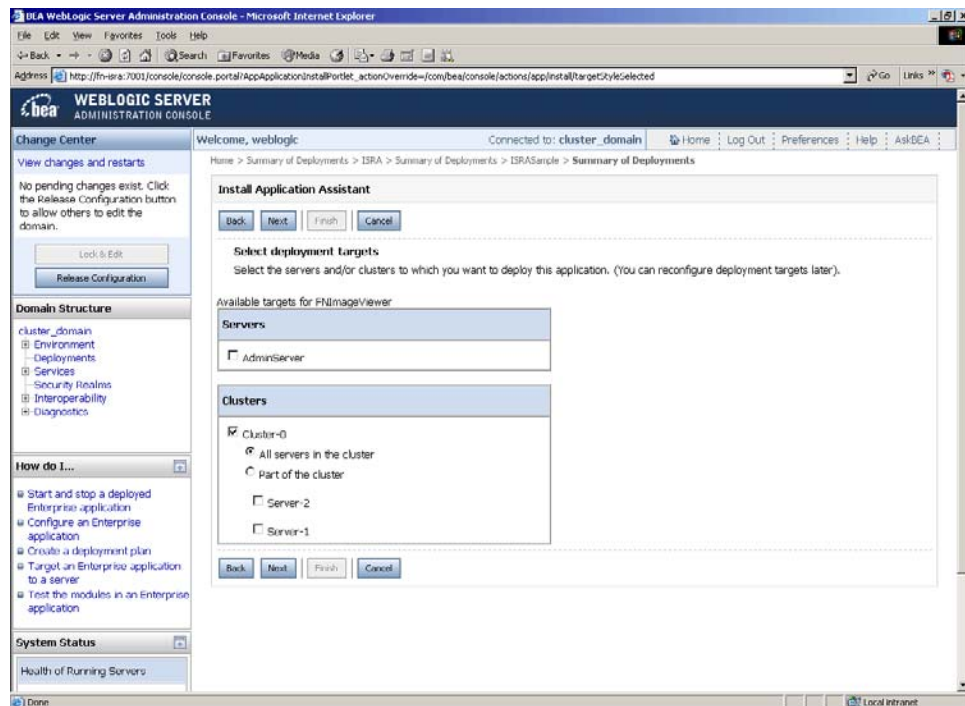 BEA WebLogic Server Administration Console - Microsoft Internet Explorer
File Edit View Favorites Tools Help
Back Search Favorites Media
Address http://fn-isra:7001/console/console.portal?AppApplicationInstallPortlet_actionOverride=/com/bea/console/actions/app/install/targetStyleSelected Go Links »
bea WEBLOGIC SERVER
ADMINISTRATION CONSOLE
Change Center
View changes and restarts
No pending changes exist. Click
the Release Configuration button
to allow others to edit the
domain.
Lock & Edit
Release Configuration
Domain Structure
cluster_domain
Environment
Deployments
Services
Security Realms
Interoperability
Diagnostics
How do I...
Start and stop a deployed
Enterprise application
Configure an Enterprise
application
Create a deployment plan
Target an Enterprise application
to a server
Test the modules in an Enterprise
application
System Status
Health of Running Servers
Welcome, weblogic Connected to: cluster_domain Home Log Out Preferences Help AskBEA
Home > Summary of Deployments > ISRA > Summary of Deployments > ISRASample > Summary of Deployments
Install Application Assistant
Back Next Finish Cancel
Select deployment targets
Select the servers and/or clusters to which you want to deploy this application. (You can reconfigure deployment targets later).
Available targets for FNImageViewer
Servers
AdminServer
Clusters
Cluster-0
All servers in the cluster
Part of the cluster
Server-2
Server-1
Back Next Finish Cancel
Done Local intranet